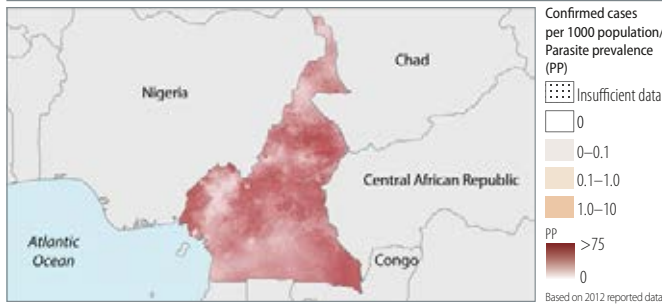 Confirmed cases
per 1000 population/
Parasite prevalence
(PP)
Insufficient data
0
0–0.1
0.1–1.0
1.0–10
PP
>75
0
Based on 2012 reported data
Chad
Nigeria
Central African Republic
Atlantic
Ocean
Congo